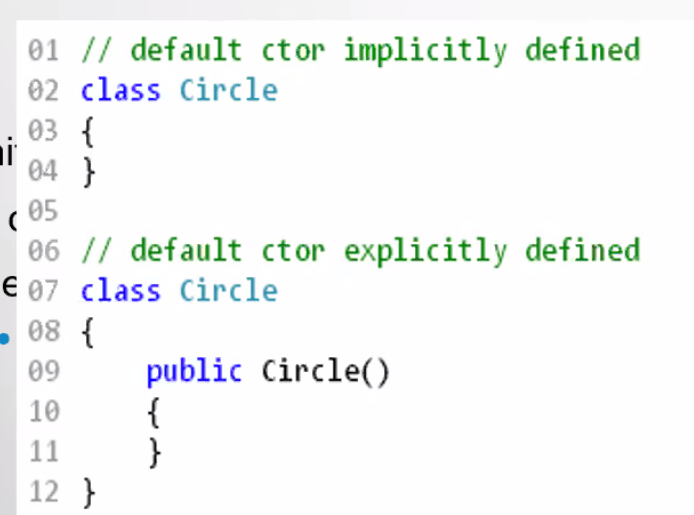 01 // default ctor implicitly defined
02 class Circle
03 {
04 }
05
06 // default ctor explicitly defined
07 class Circle
08 {
09     public Circle()
10     {
11     }
12 }